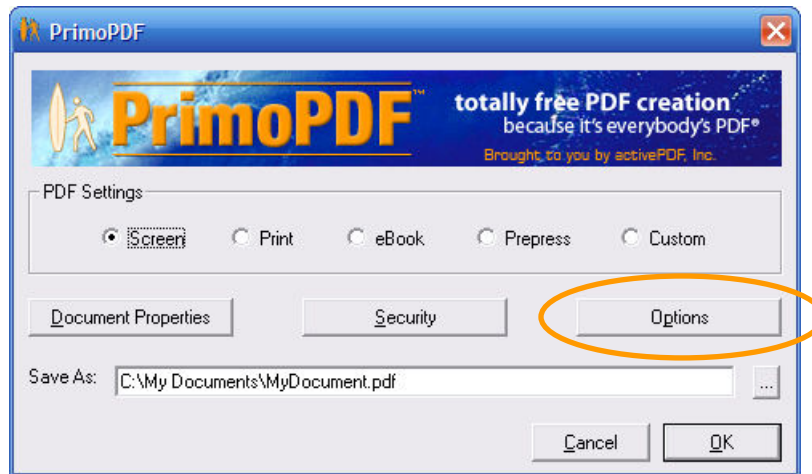 PrimoPDF
PrimoPDF™
totally free PDF creation
because it's everybody's PDF®
Brought to you by activePDF, Inc.
PDF Settings
Screen Print eBook Prepress Custom
Document Properties Security Options
Save As: C:\My Documents\MyDocument.pdf ...
Cancel OK